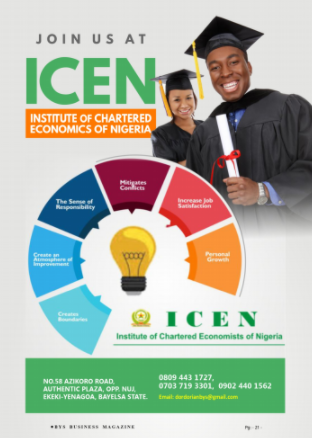 JOIN US AT
ICEN
INSTITUTE OF CHARTERED
ECONOMICS OF NIGERIA
Mitigates
Conflicts
The Sense of
Responsibility
Increase Job
Satisfaction
Create an
Atmosphere of
Improvement
Personal
Growth
Creates
Boundaries
ICEN
Institute of Chartered Economists of Nigeria
NO.58 AZIKORO ROAD,
AUTHENTIC PLAZA, OPP. NUJ,
EKEKI-YENAGOA, BAYELSA STATE.
0809 443 1727,
0703 719 3301, 0902 440 1562
Email:
BYS BUSINESS MAGAZINE
Pg - 21 -